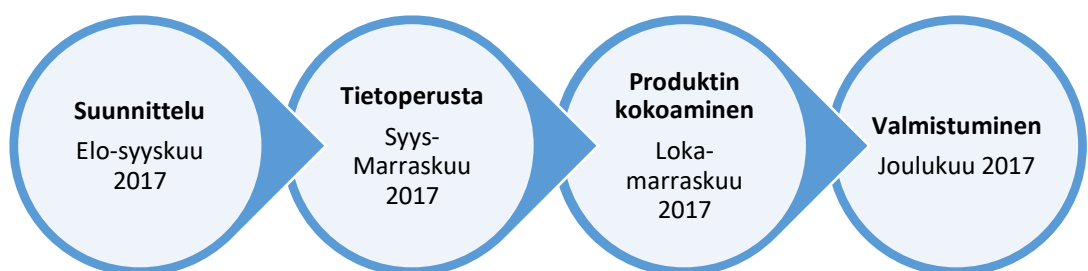 Suunnittelu
Elo-syyskuu
2017
Tietoperusta
Syys-
Marraskuu
2017
Produktin
kokoaminen
Loka-
marraskuu
2017
Valmistuminen
Joulukuu 2017